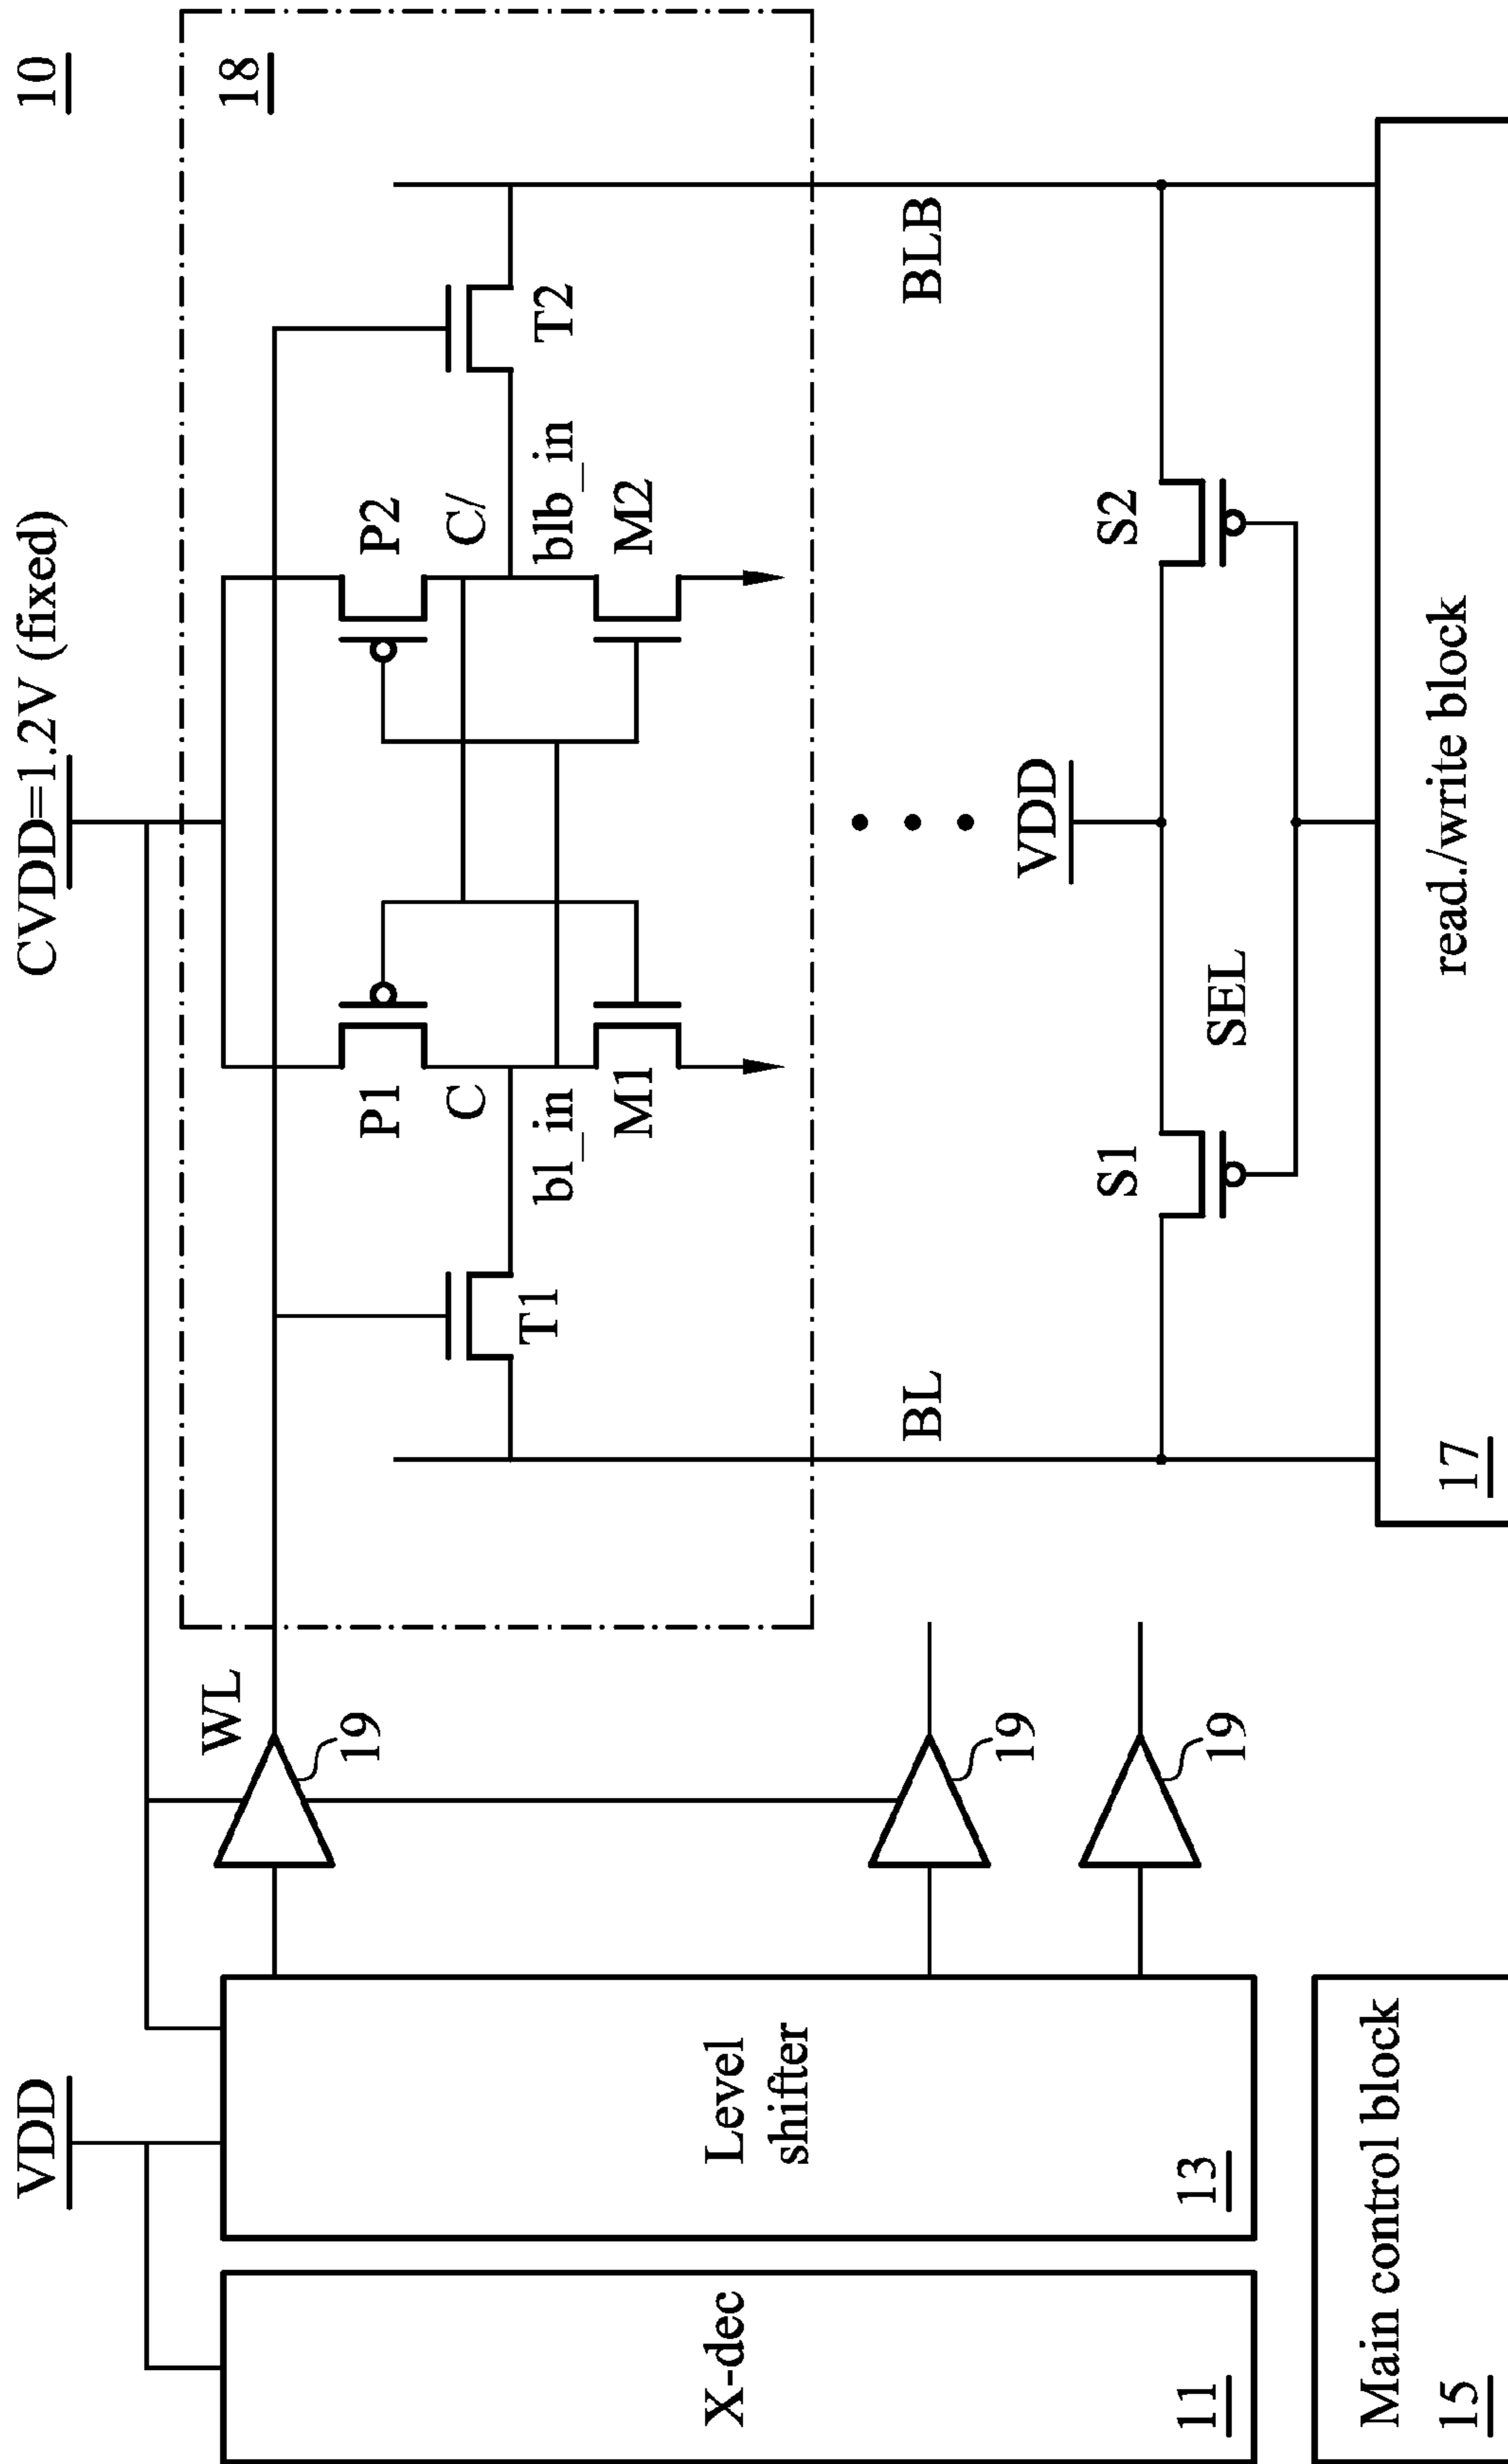 10
VDD
CVDD=1.2V (fixed)
18
WL
19
P1
P2
C
C/
T1
bl_in
blb_in
T2
M1
M2
X-dec
Level
shifter
BL
BLB
19
VDD
S1
S2
11
13
19
SEL
Main control block
15
17
read./write block